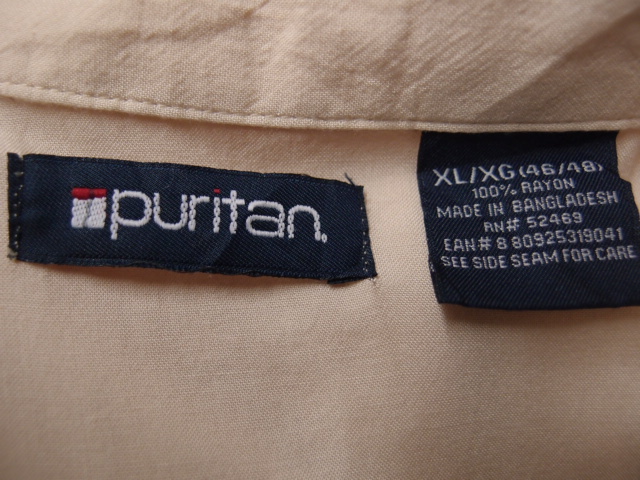 puritan.
XL/XG(46/48)
100% RAYON
MADE IN BANGLADESH
RN# 52469
EAN# 8 80925319041
SEE SIDE SEAM FOR CARE